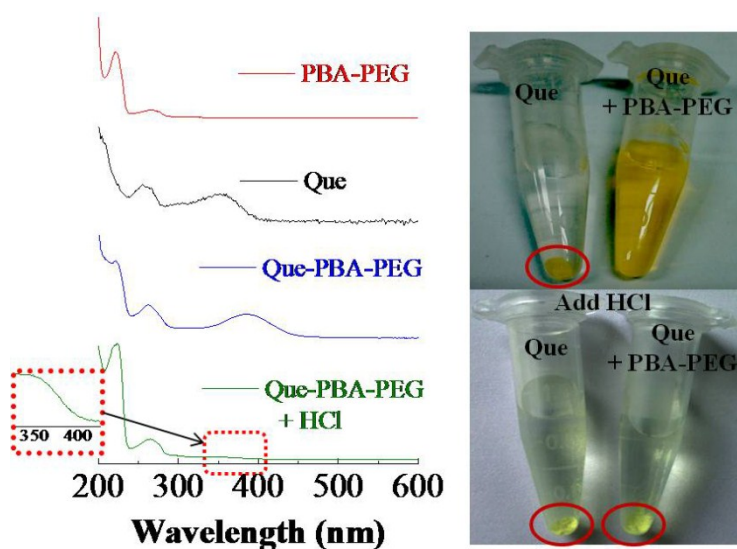 PBA-PEG
Que
Que-PBA-PEG
Que-PBA-PEG
+ HCl
350 400
200 300 400 500 600
Wavelength (nm)
Que
Que
+ PBA-PEG
Add HCl
Que
Que
+ PBA-PEG